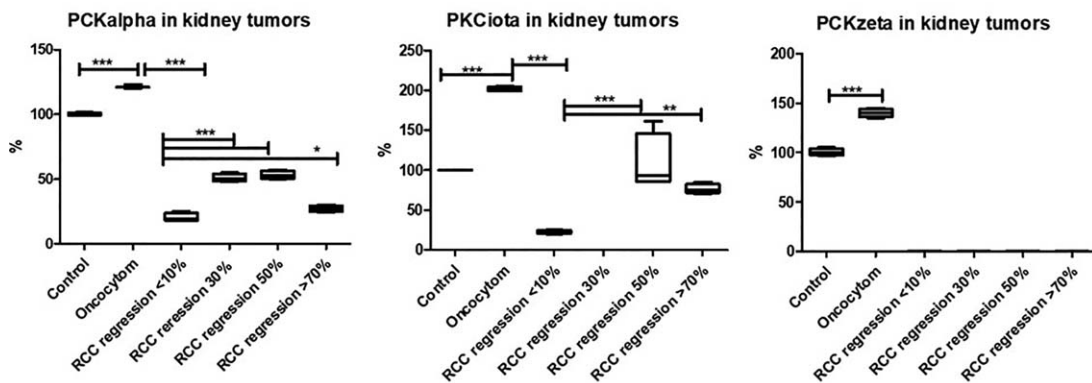 PCKalpha in kidney tumors
150
***
***
100
%
***
50
*
0
Control
Oncocytom
RCC regression <10%
RCC reression 30%
RCC regression 50%
RCC regression >70%
PKCiota in kidney tumors
250
***
***
200
***
**
150
%
100
50
0
Control
Oncocytom
RCC regression <10%
RCC regression 30%
RCC regression 50%
RCC regression >70%
PCKzeta in kidney tumors
200
***
150
%
100
50
0
Control
Oncocytom
RCC regression <10%
RCC regression 30%
RCC regression 50%
RCC regression >70%